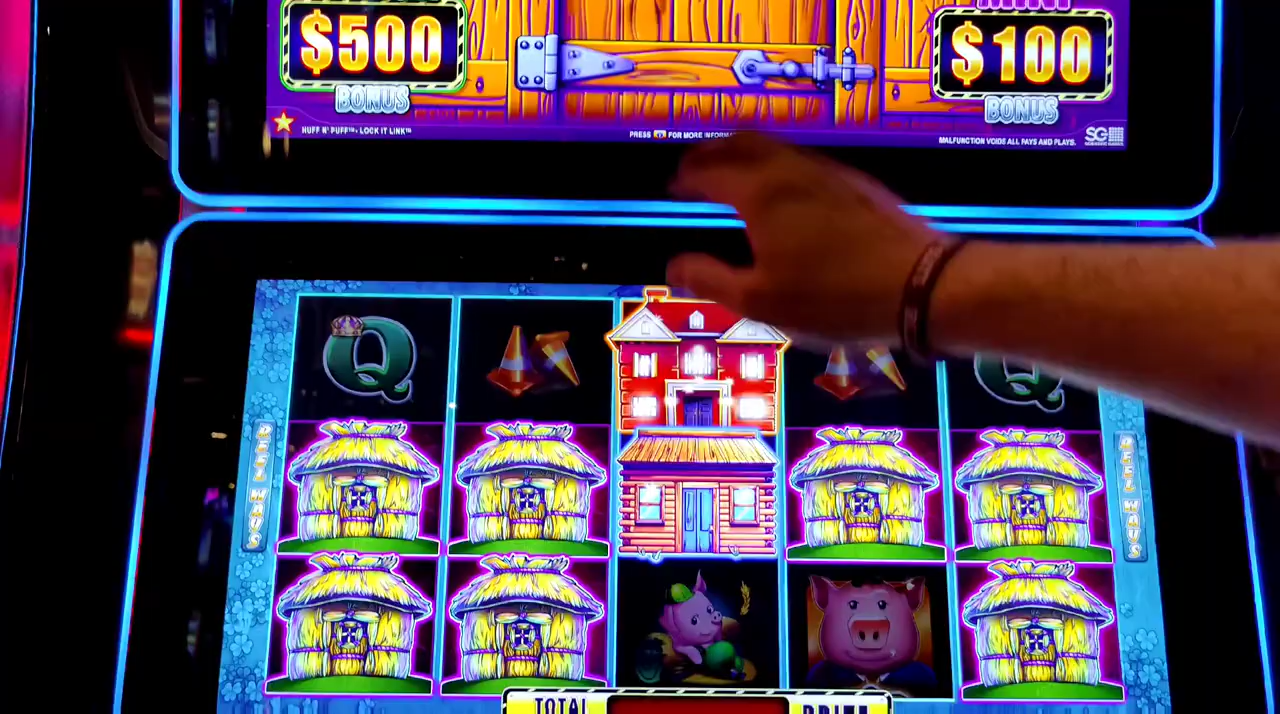 MINI
$500
$100
BONUS
BONUS
HUFF N' PUFF™ - LOCK IT LINK™
PRESS
FOR MORE
MALFUNCTION VOIDS ALL PAYS AND PLAYS.
SG
Q
Q
REEL WAYS
REEL WAYS
TOTAL
PRIZE